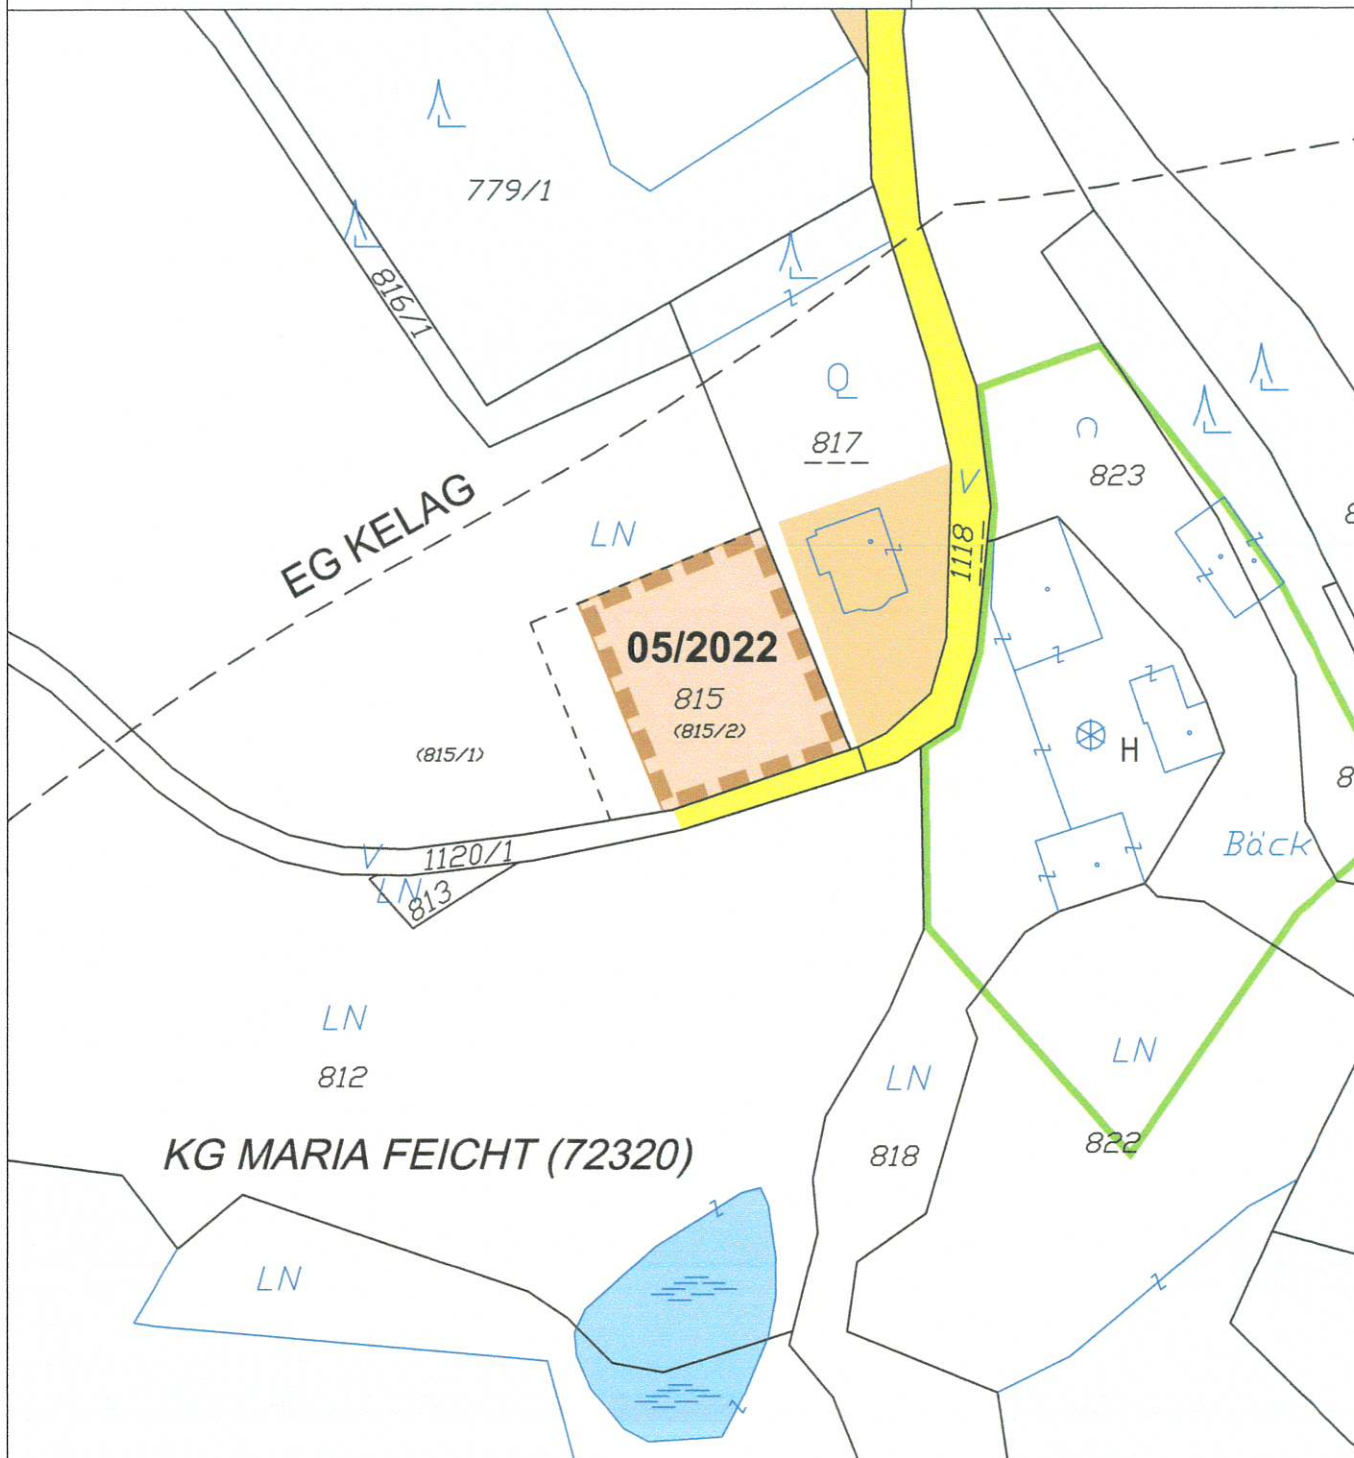 779/1
816/1
Q
817
823
EG KELAG
LN
V
1118
05/2022
815
(815/2)
(815/1)
H
V
1120/1
LN
813
Bäck
LN
812
LN
LN
818
822
KG MARIA FEICHT (72320)
LN